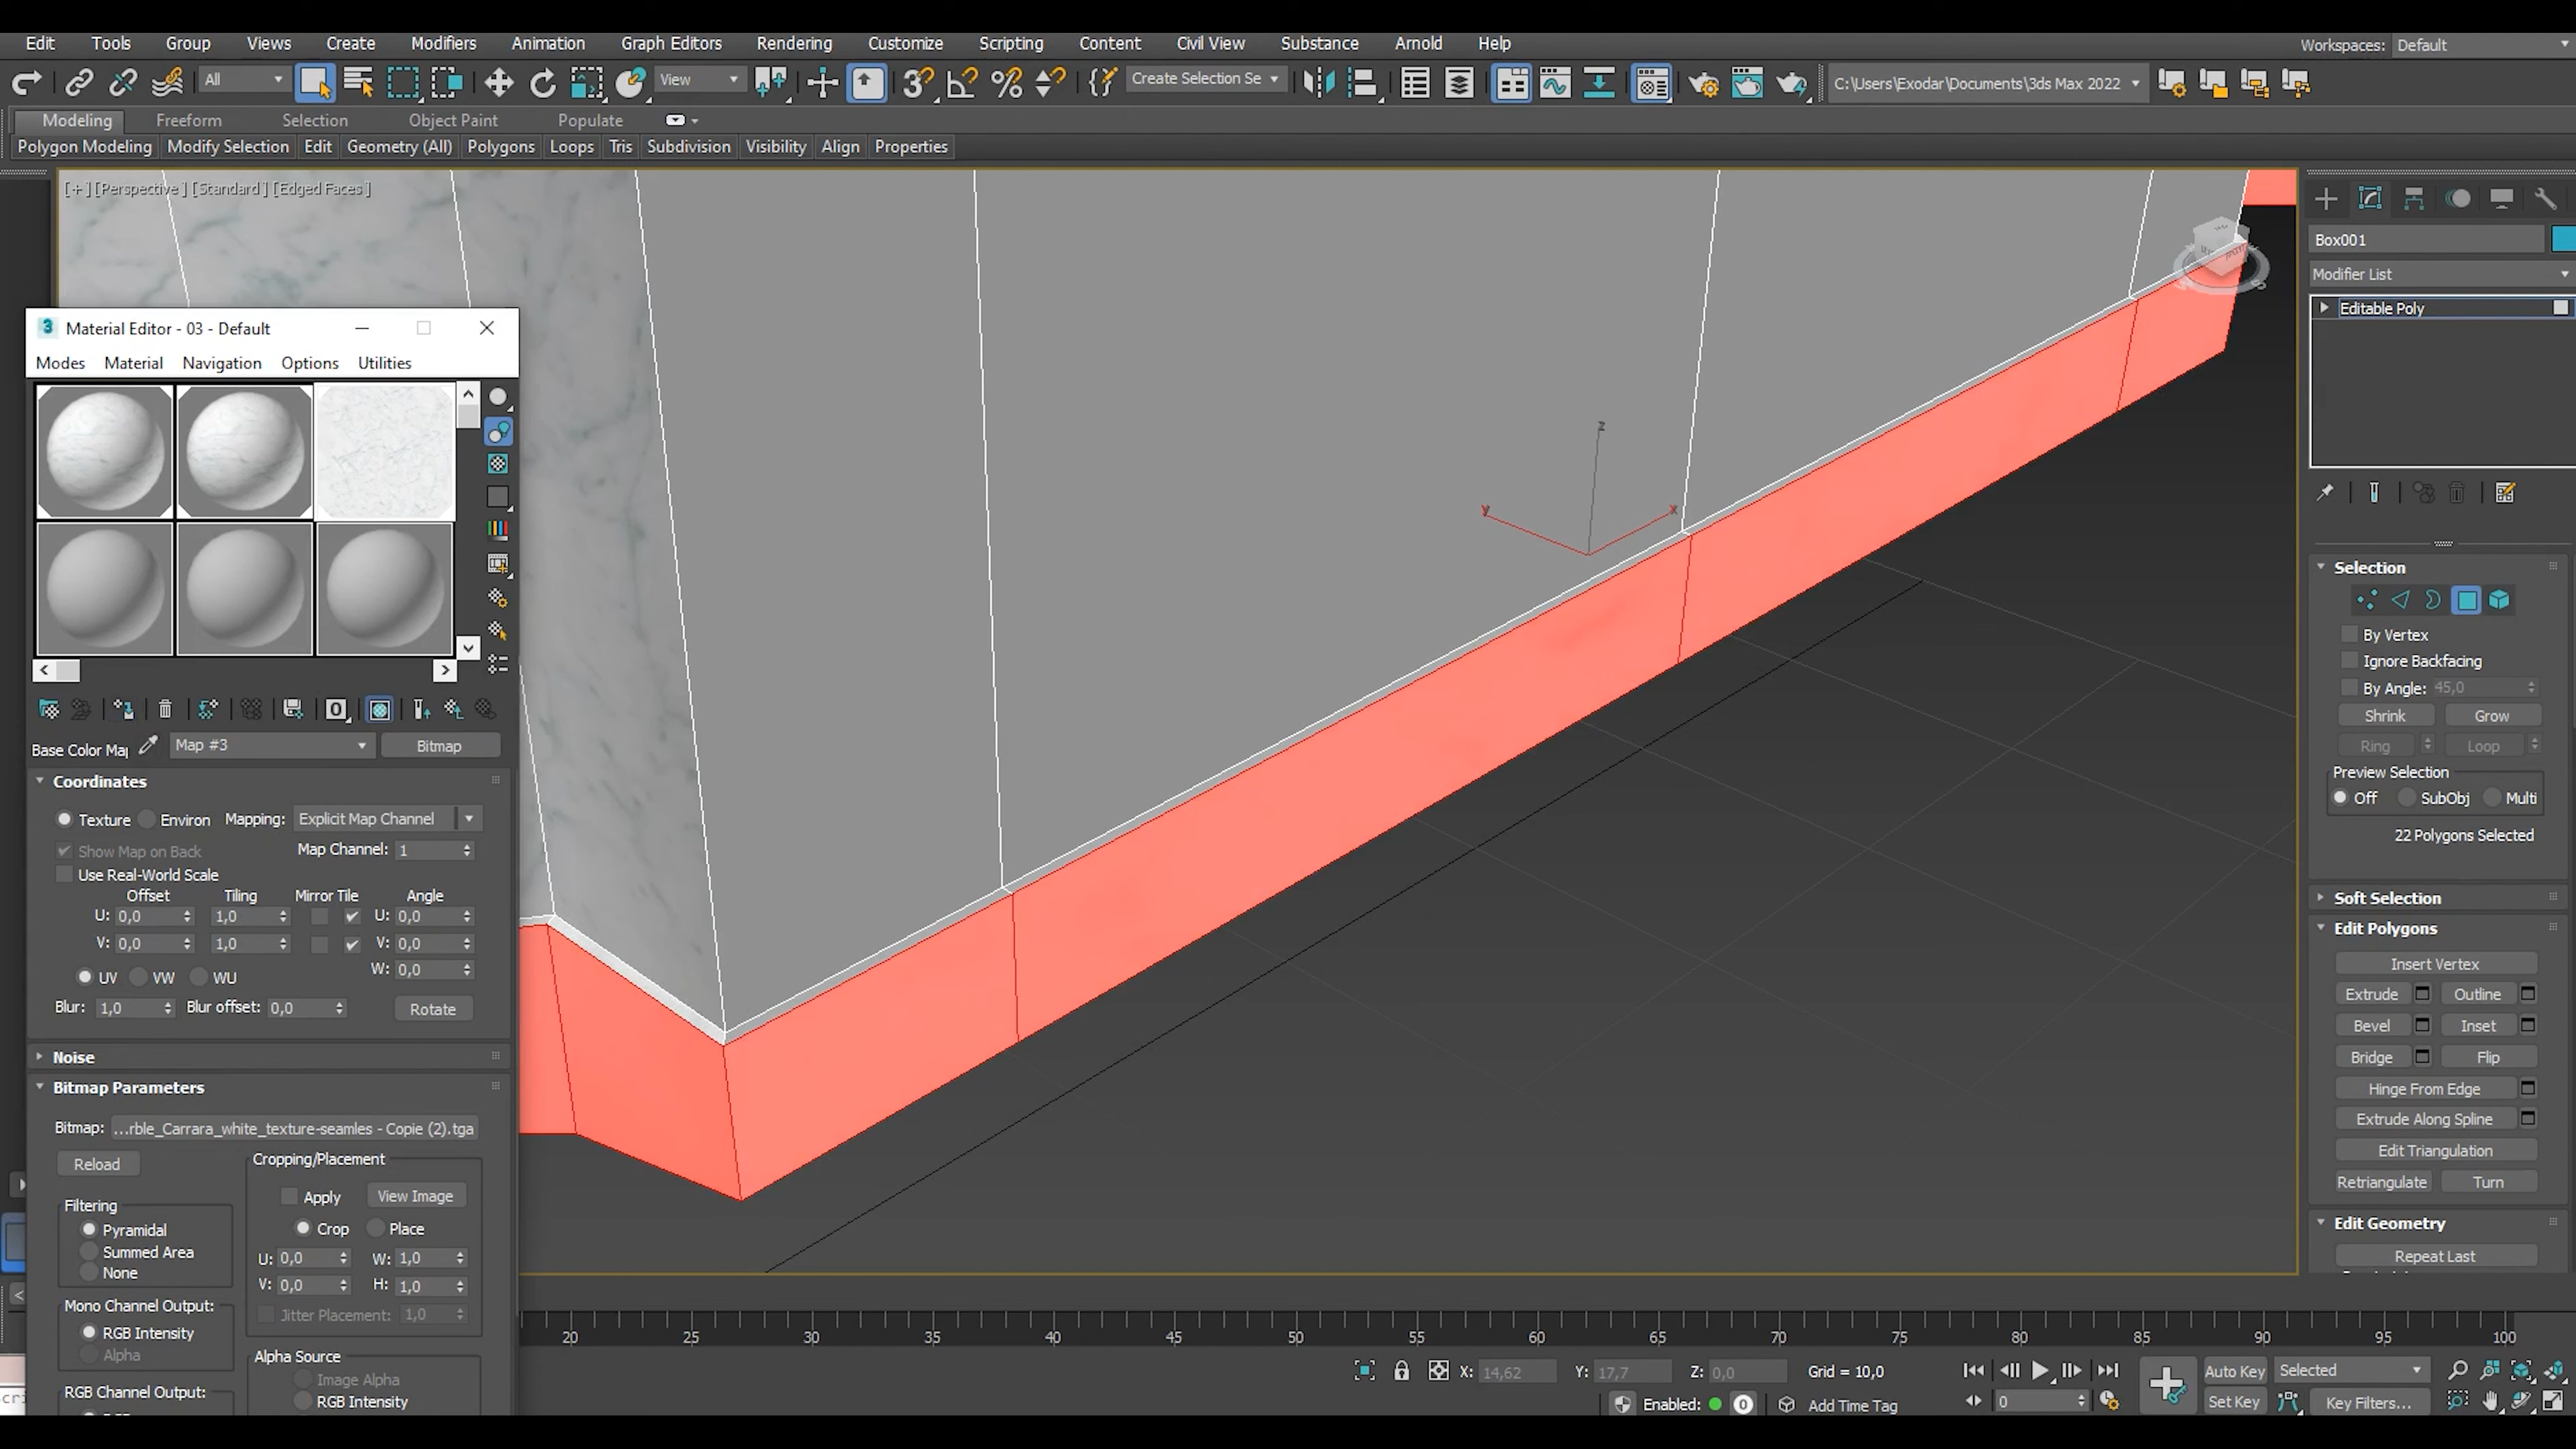 Edit Tools Group Views Create Modifiers Animation Graph Editors Rendering Customize Scripting Content Civil View Substance Arnold Help Workspaces: Default
All View Create Selection Se C:\Users\Exodar\Documents\3ds Max 2022
Modeling Freeform Selection Object Paint Populate
Polygon Modeling Modify Selection Edit Geometry (All) Polygons Loops Tris Subdivision Visibility Align Properties
[+] [Perspective ] [Standard ] [Edged Faces ]
Box001
Modifier List
Editable Poly
3 Material Editor - 03 - Default
Modes Material Navigation Options Utilities
Base Color Maj Map #3 Bitmap
Coordinates
Texture Environ Mapping: Explicit Map Channel
Show Map on Back Map Channel: 1
Use Real-World Scale
Offset Tiling Mirror Tile Angle
U: 0,0 1,0 U: 0,0
V: 0,0 1,0 V: 0,0
W: 0,0
UV VW WU
Blur: 1,0 Blur offset: 0,0 Rotate
Noise
Bitmap Parameters
Bitmap: ...rble_Carrara_white_texture-seamles - Copie (2).tga
Reload
Cropping/Placement
Apply View Image
Crop Place
U: 0,0 W: 1,0
V: 0,0 H: 1,0
Jitter Placement: 1,0
Filtering
Pyramidal
Summed Area
None
Mono Channel Output:
RGB Intensity
Alpha
RGB Channel Output:
Alpha Source
Image Alpha
RGB Intensity
z
y
x
Selection
By Vertex
Ignore Backfacing
By Angle: 45,0
Shrink Grow
Ring Loop
Preview Selection
Off SubObj Multi
22 Polygons Selected
Soft Selection
Edit Polygons
Insert Vertex
Extrude Outline
Bevel Inset
Bridge Flip
Hinge From Edge
Extrude Along Spline
Edit Triangulation
Retriangulate Turn
Edit Geometry
Repeat Last
20 25 30 35 40 45 50 55 60 65 70 75 80 85 90 95 100
X: 14,62 Y: 17,7 Z: 0,0 Grid = 10,0 Auto Key Selected
Enabled: 0 Add Time Tag 0 Set Key Key Filters...